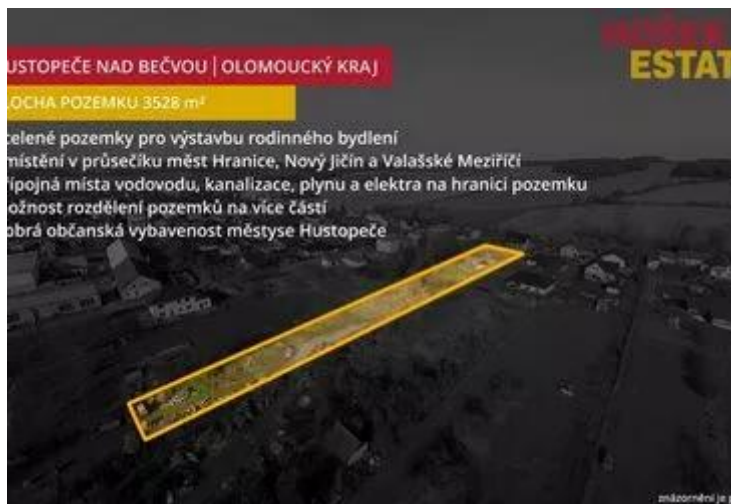 USTOPEČE NAD BEČVOU | OLOMOUCKÝ KRAJ
ESTAT
LOCHA POZEMKU 3528 m²
celené pozemky pro výstavbu rodinného bydlení
místění v průsečíku měst Hranice, Nový Jičín a Valašské Meziříčí
řípojná místa vodovodu, kanalizace, plynu a elektra na hranici pozemku
ožnost rozdělení pozemků na více částí
obrá občanská vybavenost městyse Hustopeče
znázornění je